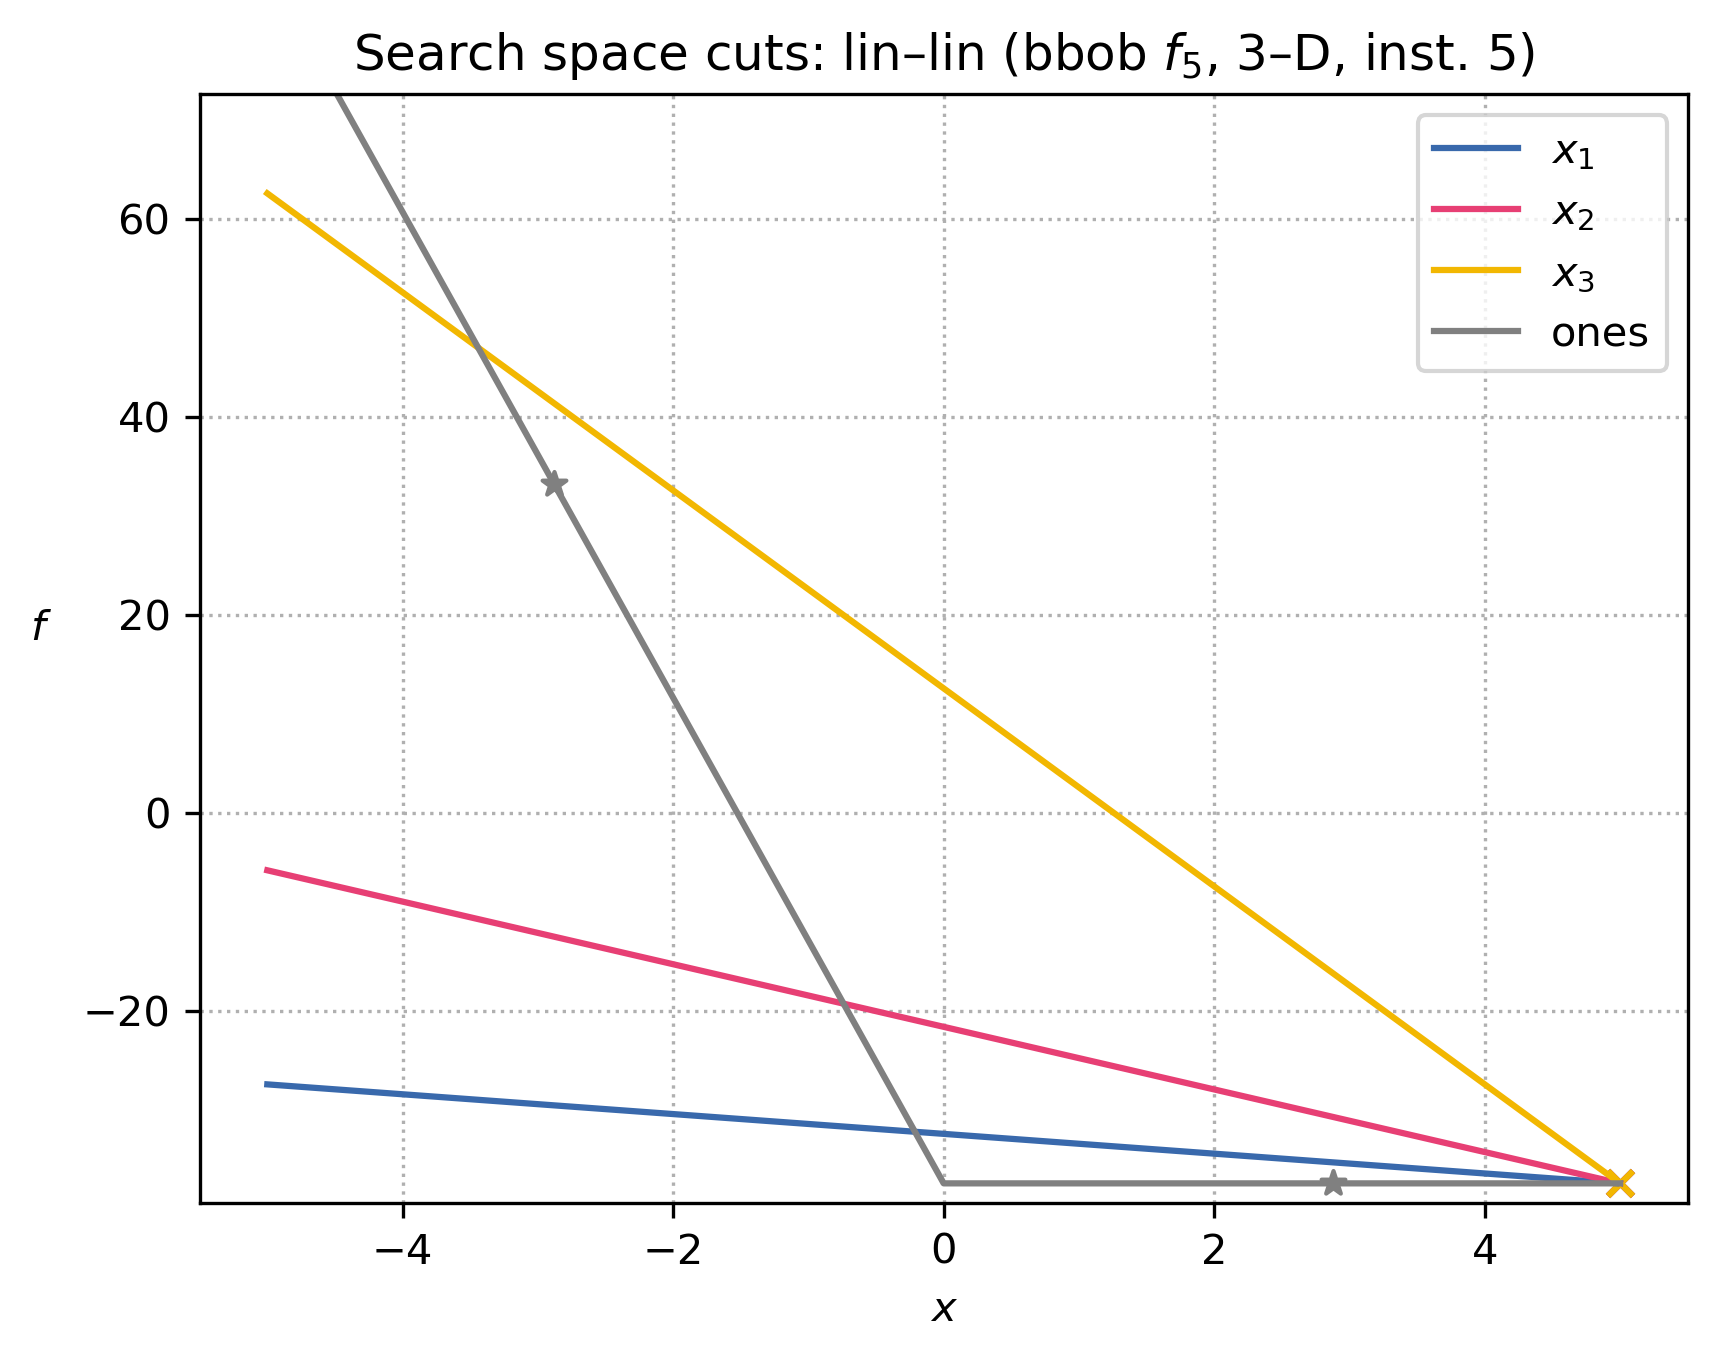 Search space cuts: lin–lin (bbob f₅, 3–D, inst. 5)
x₁
x₂
x₃
ones
60
40
20
0
−20
f
−4 −2 0 2 4
x